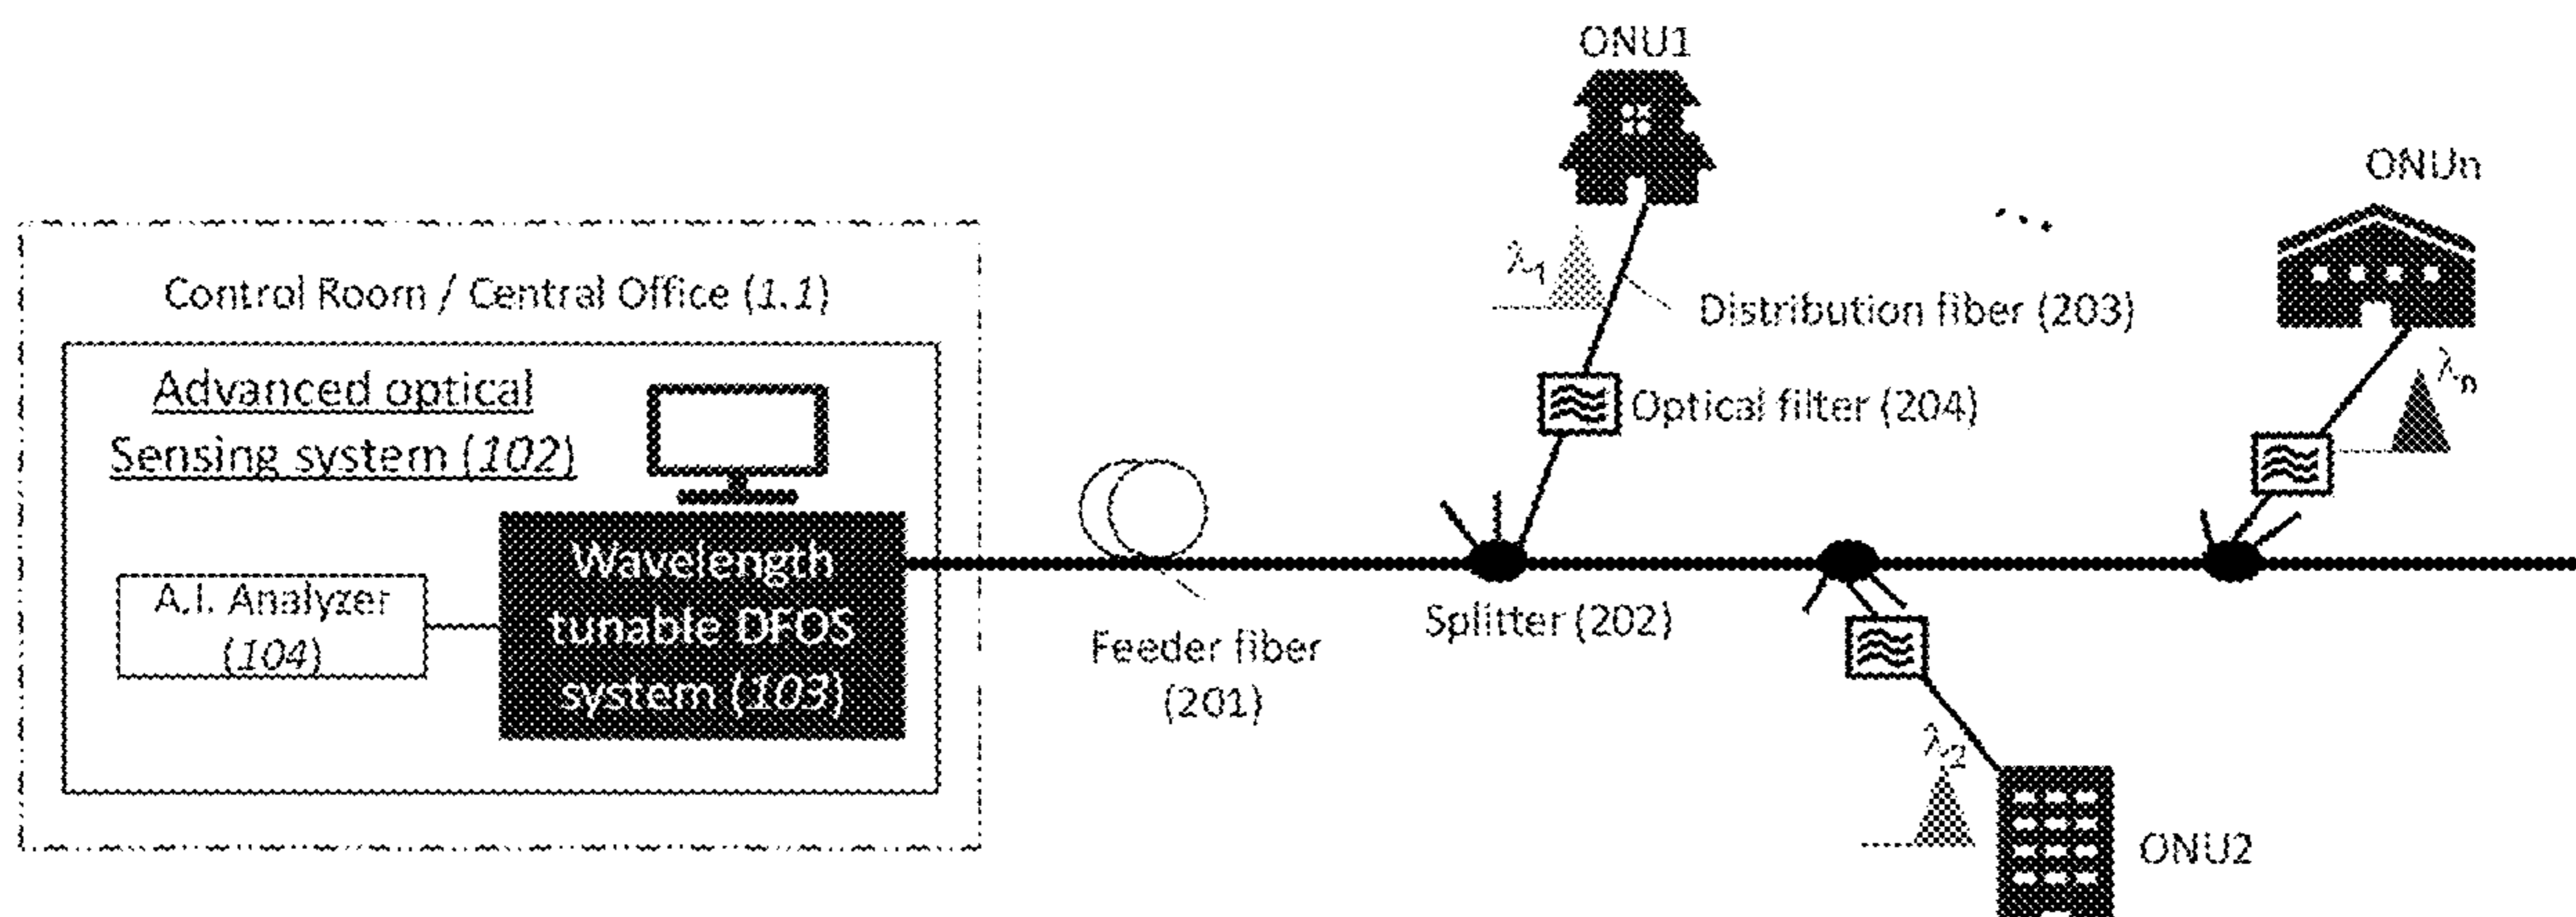 ONU1
ONUn
λ1
Control Room / Central Office (1.1)
Distribution fiber (203)
λn
Advanced optical
Sensing system (102)
Optical filter (204)
Wavelength
tunable DFOS
system (103)
A.I. Analyzer
(104)
Splitter (202)
Feeder fiber
(201)
λ2
ONU2